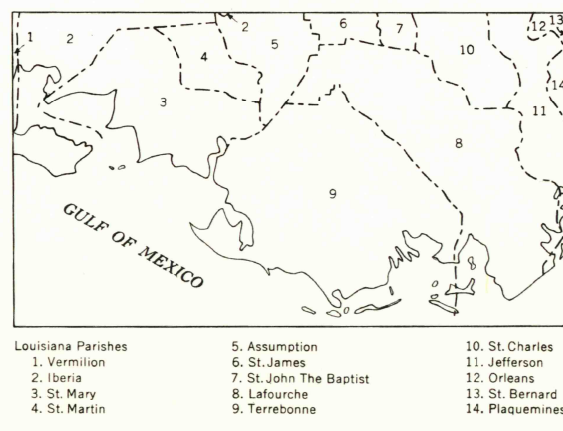 1 2 2 5 6 7 10 12 13
4 14
3 11
8
9
GULF OF MEXICO
8
Louisiana Parishes
1. Vermilion
2. Iberia
3. St. Mary
4. St. Martin
5. Assumption
6. St. James
7. St. John The Baptist
8. Lafourche
9. Terrebonne
10. St. Charles
11. Jefferson
12. Orleans
13. St. Bernard
14. Plaquemines